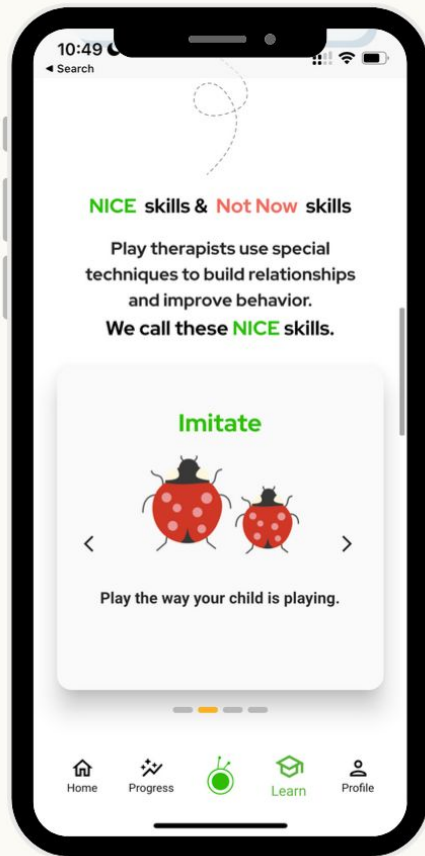 10:49
◀ Search
NICE skills & Not Now skills
Play therapists use special
techniques to build relationships
and improve behavior.
We call these NICE skills.
Imitate
Play the way your child is playing.
Home
Progress
Learn
Profile